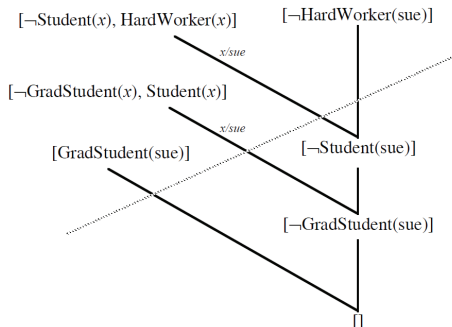 [¬Student(x), HardWorker(x)]
[¬HardWorker(sue)]
x/sue
[¬GradStudent(x), Student(x)]
x/sue
[¬Student(sue)]
[GradStudent(sue)]
[¬GradStudent(sue)]
[]